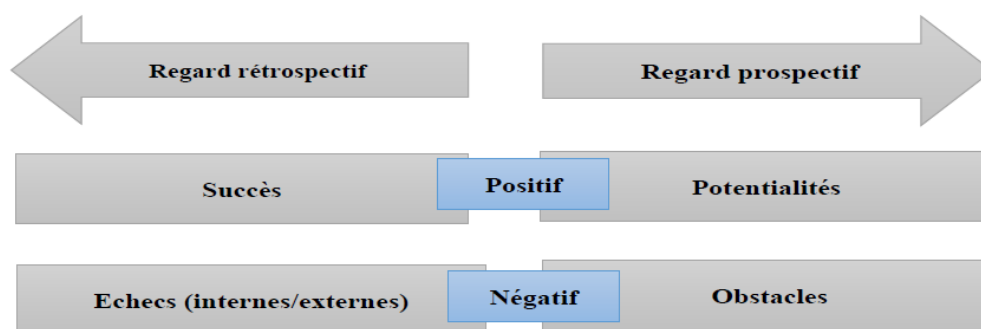 Regard rétrospectif
Regard prospectif
Succès
Positif
Potentialités
Echecs (internes/externes)
Négatif
Obstacles